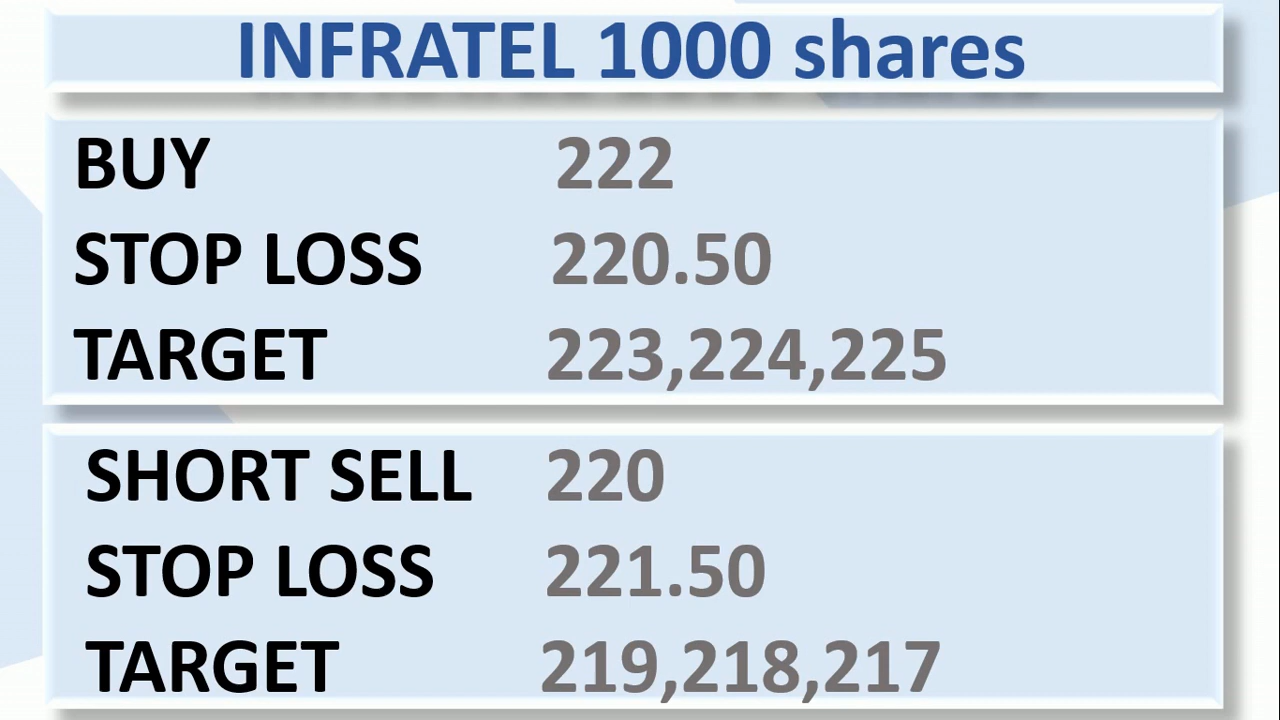 INFRATEL 1000 shares
BUY 222
STOP LOSS 220.50
TARGET 223,224,225
SHORT SELL 220
STOP LOSS 221.50
TARGET 219,218,217